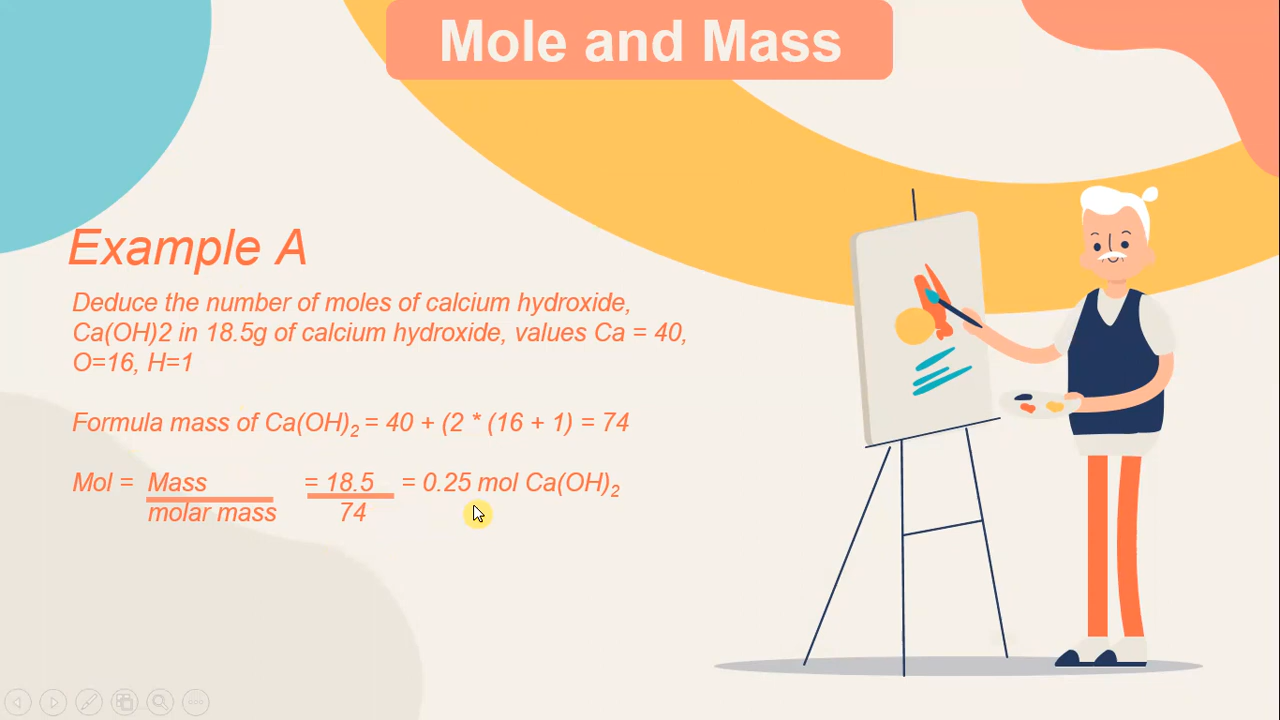 Mole and Mass
Example A
Deduce the number of moles of calcium hydroxide,
Ca(OH)2 in 18.5g of calcium hydroxide, values Ca = 40,
O=16, H=1
Formula mass of Ca(OH)₂ = 40 + (2 * (16 + 1) = 74
Mol = Mass = 18.5 = 0.25 mol Ca(OH)₂
molar mass 74